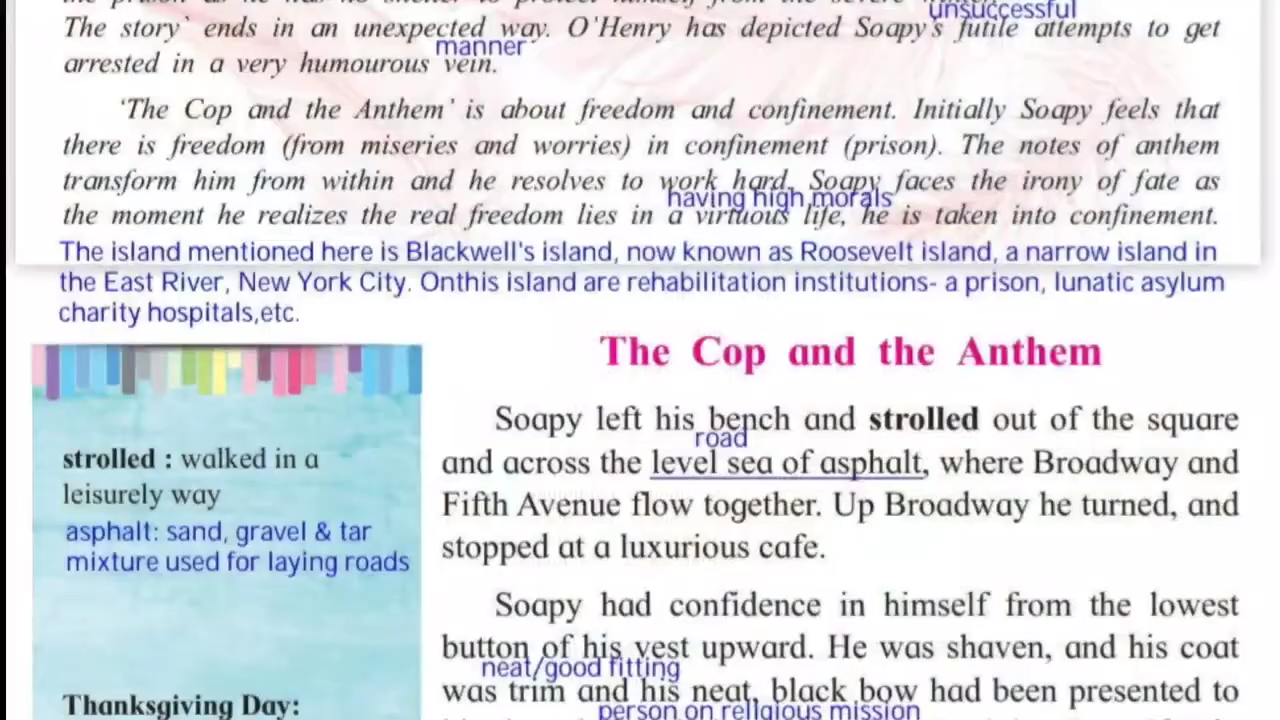 unsuccessful
The story` ends in an unexpected way. O'Henry has depicted Soapy's futile attempts to get
manner
arrested in a very humourous vein.
'The Cop and the Anthem' is about freedom and confinement. Initially Soapy feels that
there is freedom (from miseries and worries) in confinement (prison). The notes of anthem
transform him from within and he resolves to work hard. Soapy faces the irony of fate as
having high morals
the moment he realizes the real freedom lies in a virtuous life, he is taken into confinement.
The island mentioned here is Blackwell's island, now known as Roosevelt island, a narrow island in
the East River, New York City. Onthis island are rehabilitation institutions- a prison, lunatic asylum
charity hospitals,etc.
The Cop and the Anthem
strolled : walked in a
leisurely way
asphalt: sand, gravel & tar
mixture used for laying roads
Thanksgiving Day:
Soapy left his bench and strolled out of the square
road
and across the level sea of asphalt, where Broadway and
Fifth Avenue flow together. Up Broadway he turned, and
stopped at a luxurious cafe.
Soapy had confidence in himself from the lowest
button of his vest upward. He was shaven, and his coat
neat/good fitting
was trim and his neat, black bow had been presented to
person on religious mission